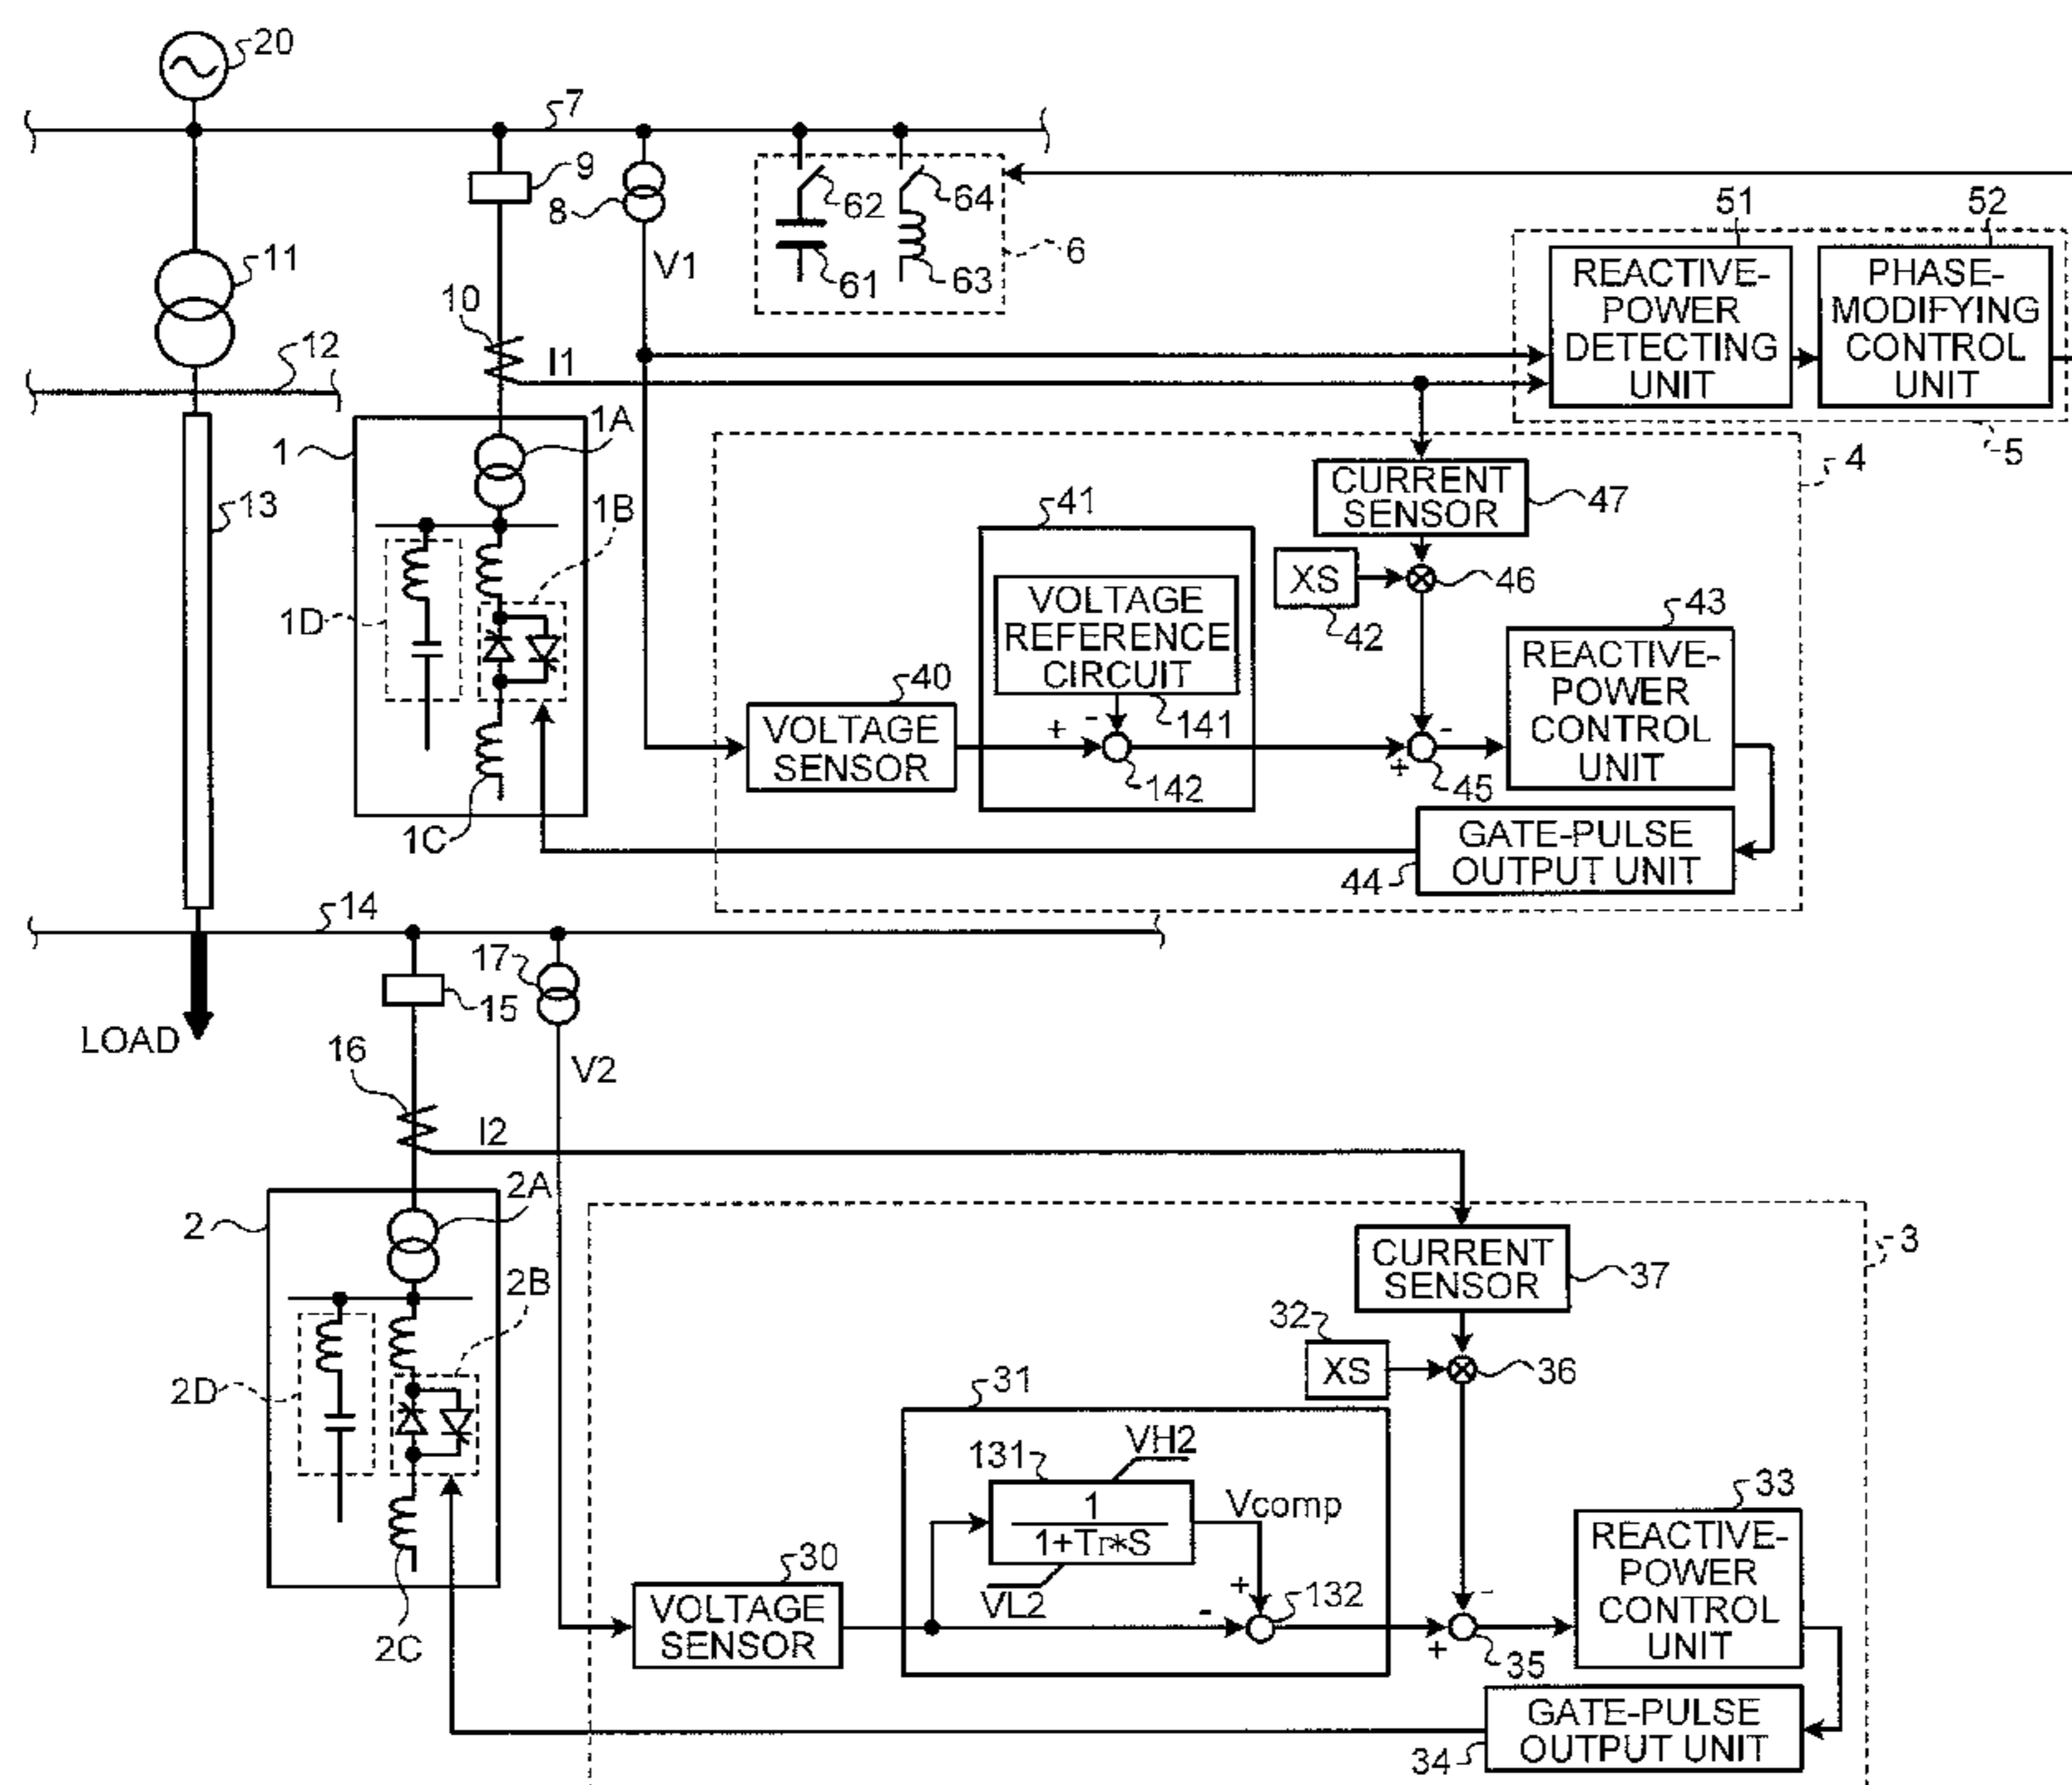 20
7
9
8
62
64
6
61
63
V1
51
52
REACTIVE-
POWER
DETECTING
UNIT
PHASE-
MODIFYING
CONTROL
UNIT
5
11
10
I1
12
1
1A
1B
1D
1C
13
4
CURRENT
SENSOR
47
41
XS
42
46
VOLTAGE
REFERENCE
CIRCUIT
141
40
VOLTAGE
SENSOR
+
-
142
-
+
45
43
REACTIVE-
POWER
CONTROL
UNIT
GATE-PULSE
OUTPUT UNIT
44
14
17
15
LOAD
16
V2
I2
2
2A
2B
2D
2C
3
CURRENT
SENSOR
37
32
XS
36
31
131
VH2
1
1+Tr*S
Vcomp
VL2
30
VOLTAGE
SENSOR
+
-
132
-
+
35
33
REACTIVE-
POWER
CONTROL
UNIT
GATE-PULSE
OUTPUT UNIT
34